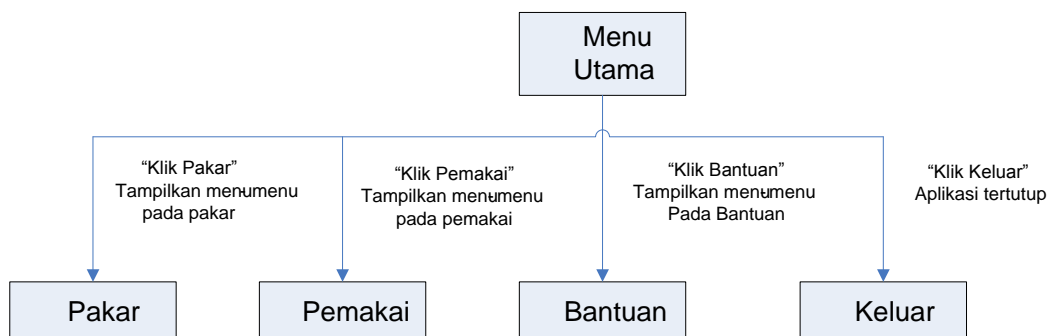 Menu
Utama
“Klik Pakar”
Tampilkan menu-menu
pada pakar
“Klik Pemakai”
Tampilkan menu-menu
pada pemakai
“Klik Bantuan”
Tampilkan menu-menu
Pada Bantuan
“Klik Keluar”
Aplikasi tertutup
Pakar
Pemakai
Bantuan
Keluar